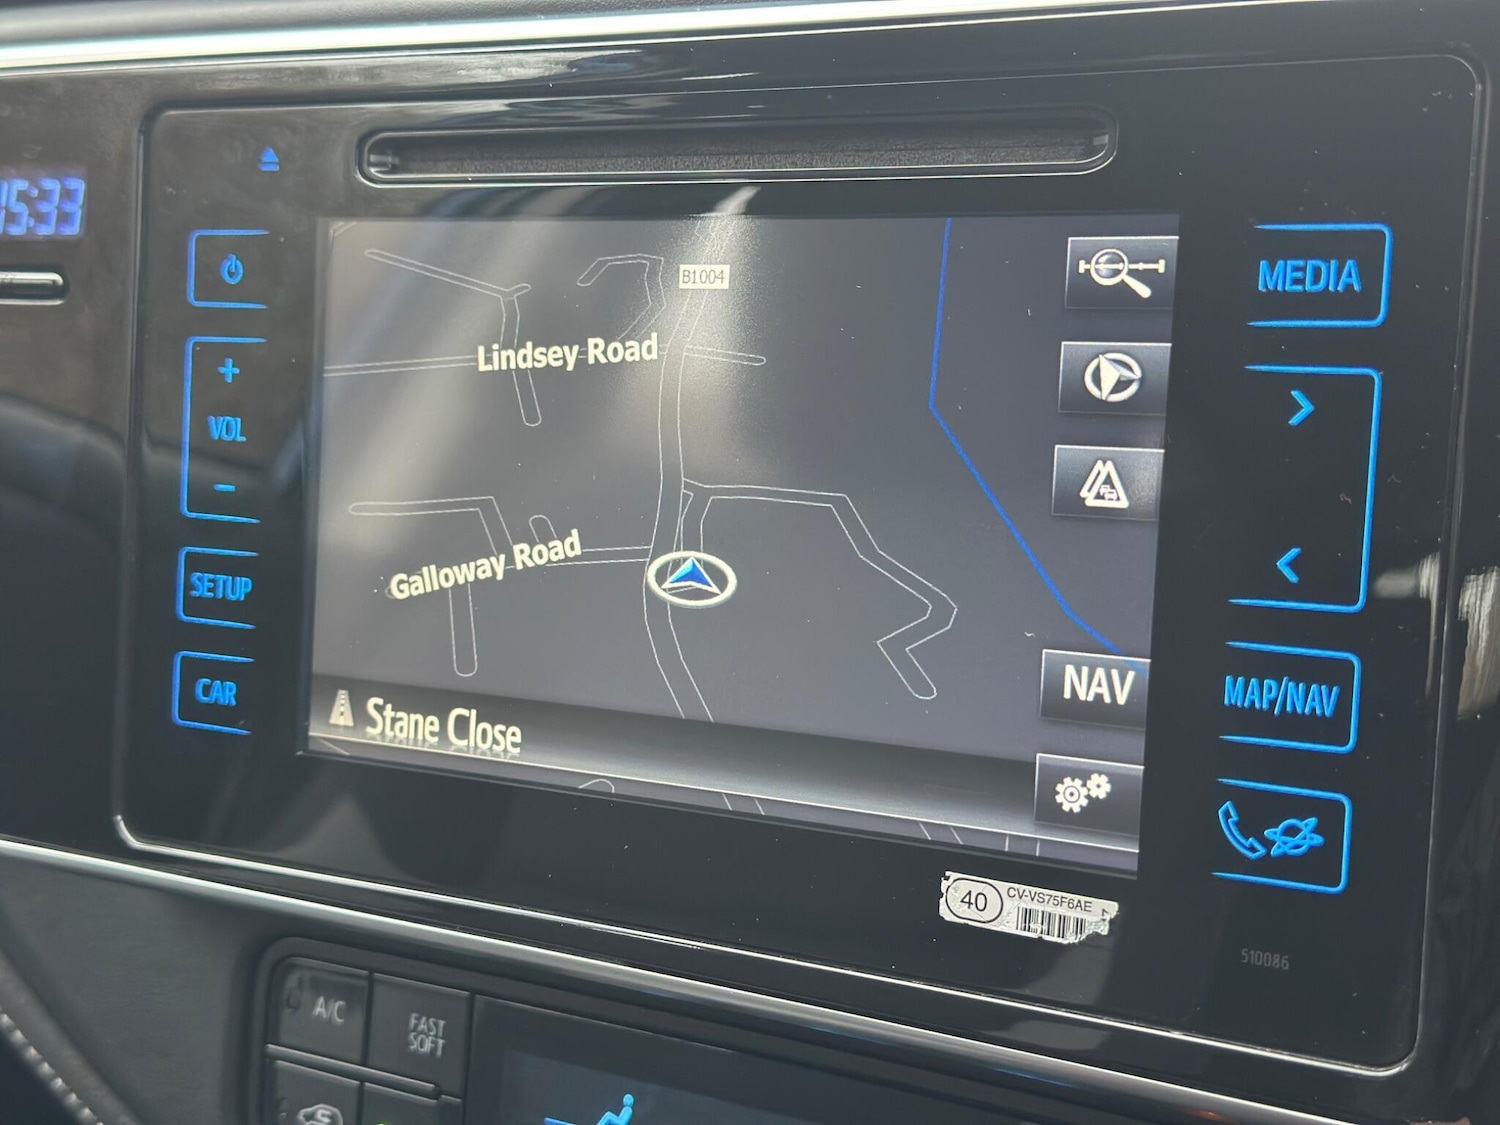 15:33
B1004
Lindsey Road
Galloway Road
Stane Close
NAV
VOL
SETUP
CAR
MEDIA
MAP/NAV
40
CV-VS75F6AE
510086
A/C
FAST
SOFT